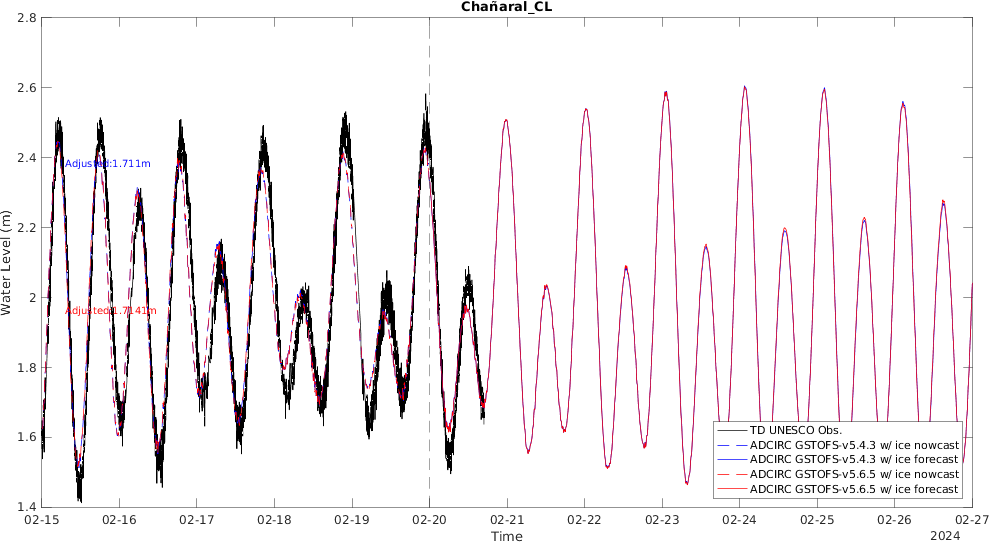 Chañaral_CL
2.8
2.6
2.4
2.2
2
1.8
1.6
1.4
Water Level (m)
Adjusted:1.711m
Adjusted:1.7141m
TD UNESCO Obs.
ADCIRC GSTOFS-v5.4.3 w/ ice nowcast
ADCIRC GSTOFS-v5.4.3 w/ ice forecast
ADCIRC GSTOFS-v5.6.5 w/ ice nowcast
ADCIRC GSTOFS-v5.6.5 w/ ice forecast
02-15 02-16 02-17 02-18 02-19 02-20 02-21 02-22 02-23 02-24 02-25 02-26 02-27
Time
2024